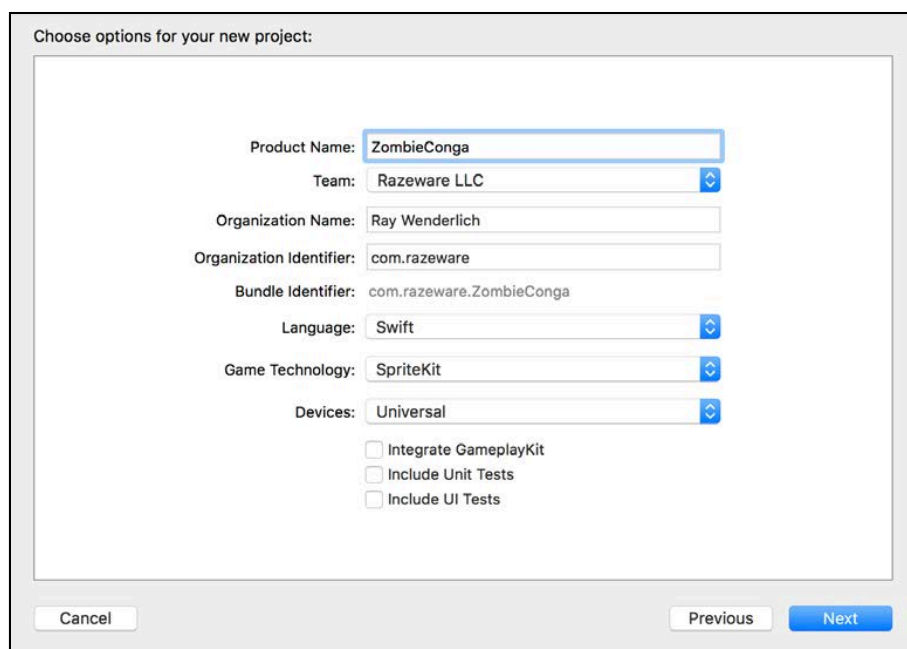 Choose options for your new project:
Product Name: ZombieConga
Team: Razeware LLC
Organization Name: Ray Wenderlich
Organization Identifier: com.razeware
Bundle Identifier: com.razeware.ZombieConga
Language: Swift
Game Technology: SpriteKit
Devices: Universal
Integrate GameplayKit
Include Unit Tests
Include UI Tests
Cancel Previous Next